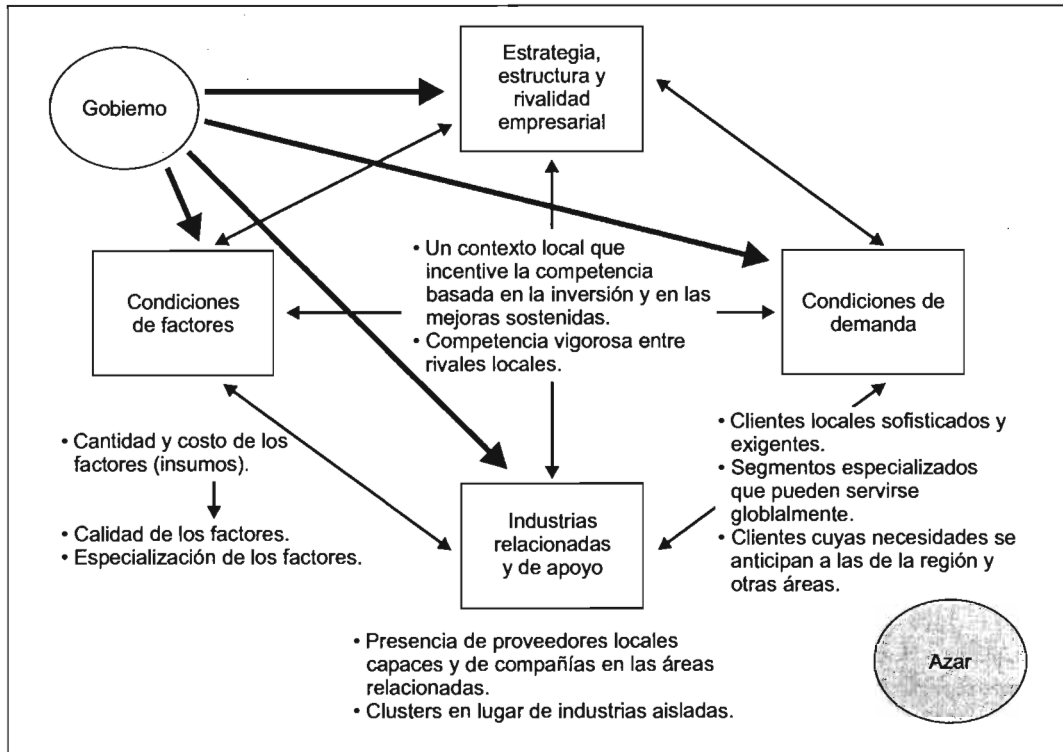 Estrategia,
estructura y
rivalidad
empresarial
Gobierno
• Un contexto local que
incentive la competencia
basada en la inversión y en las
mejoras sostenidas.
• Competencia vigorosa entre
rivales locales.
Condiciones
de factores
Condiciones de
demanda
• Cantidad y costo de los
factores (insumos).
• Calidad de los factores.
• Especialización de los factores.
Industrias
relacionadas
y de apoyo
• Clientes locales sofisticados y
exigentes.
• Segmentos especializados
que pueden servirse
globlalmente.
• Clientes cuyas necesidades se
anticipan a las de la región y
otras áreas.
• Presencia de proveedores locales
capaces y de compañías en las áreas
relacionadas.
• Clusters en lugar de industrias aisladas.
Azar